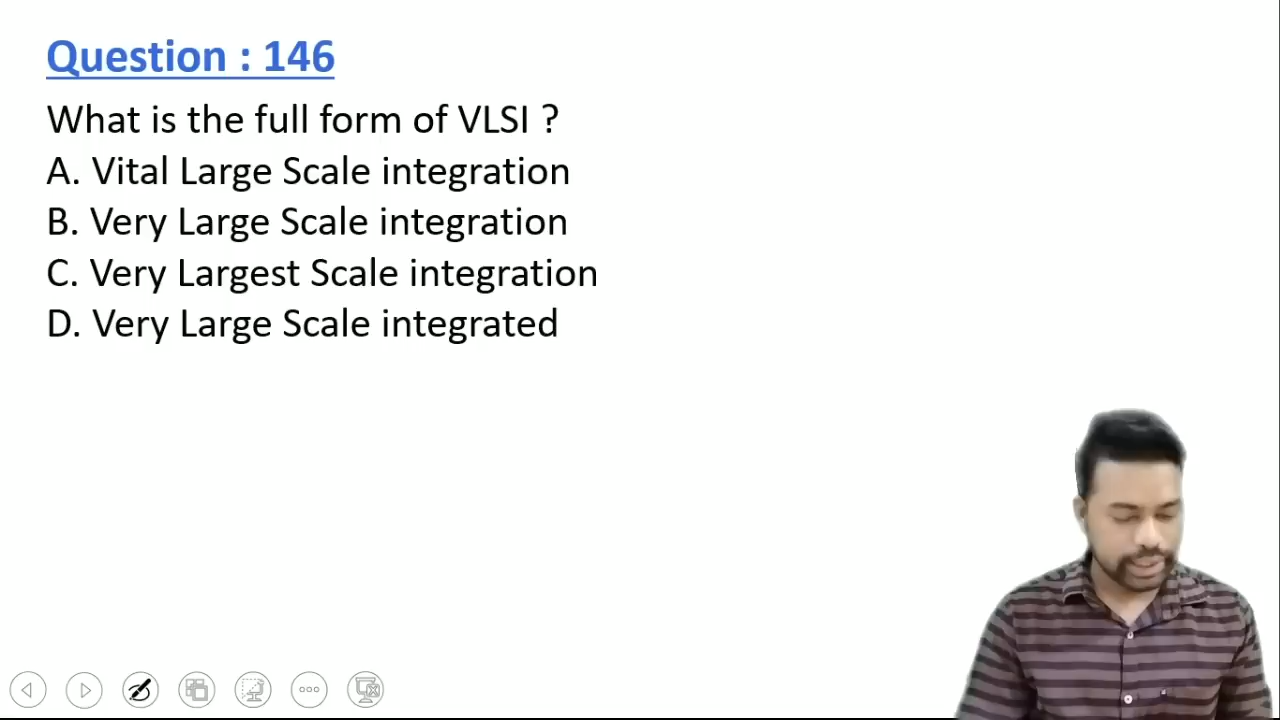 Question : 146
What is the full form of VLSI ?
A. Vital Large Scale integration
B. Very Large Scale integration
C. Very Largest Scale integration
D. Very Large Scale integrated